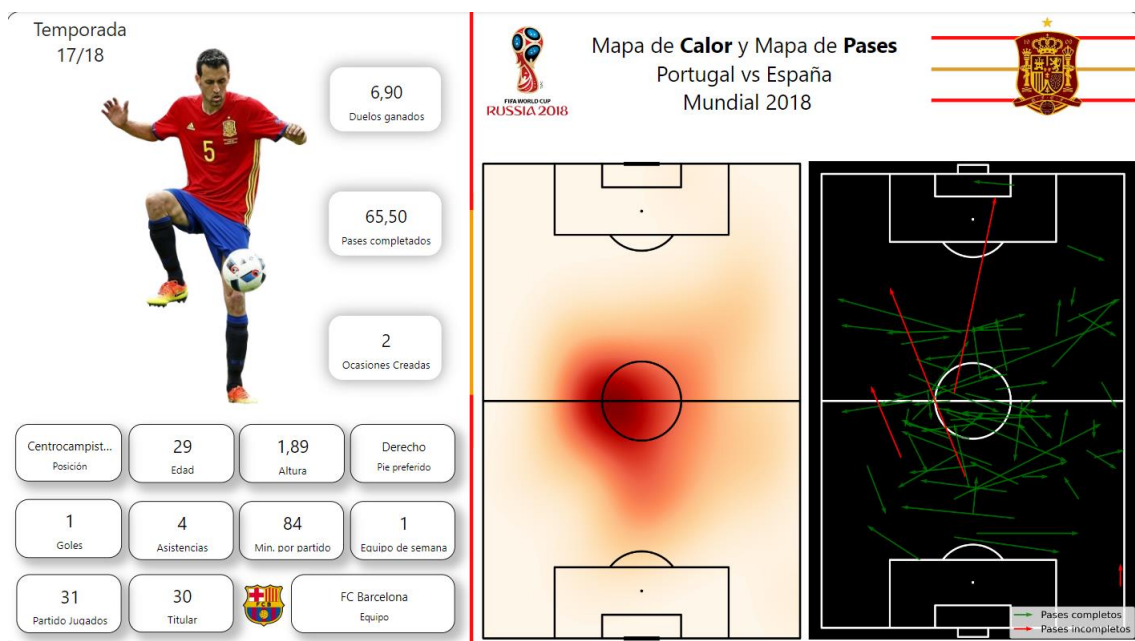 Temporada
17/18
5
6,90
Duelos ganados
65,50
Pases completados
2
Ocasiones Creadas
Centrocampist...
Posición
29
Edad
1,89
Altura
Derecho
Pie preferido
1
Goles
4
Asistencias
84
Min. por partido
1
Equipo de semana
31
Partido Jugados
30
Titular
FCB
FC Barcelona
Equipo
FIFA WORLD CUP
RUSSIA 2018
Mapa de Calor y Mapa de Pases
Portugal vs España
Mundial 2018
Pases completos
Pases incompletos